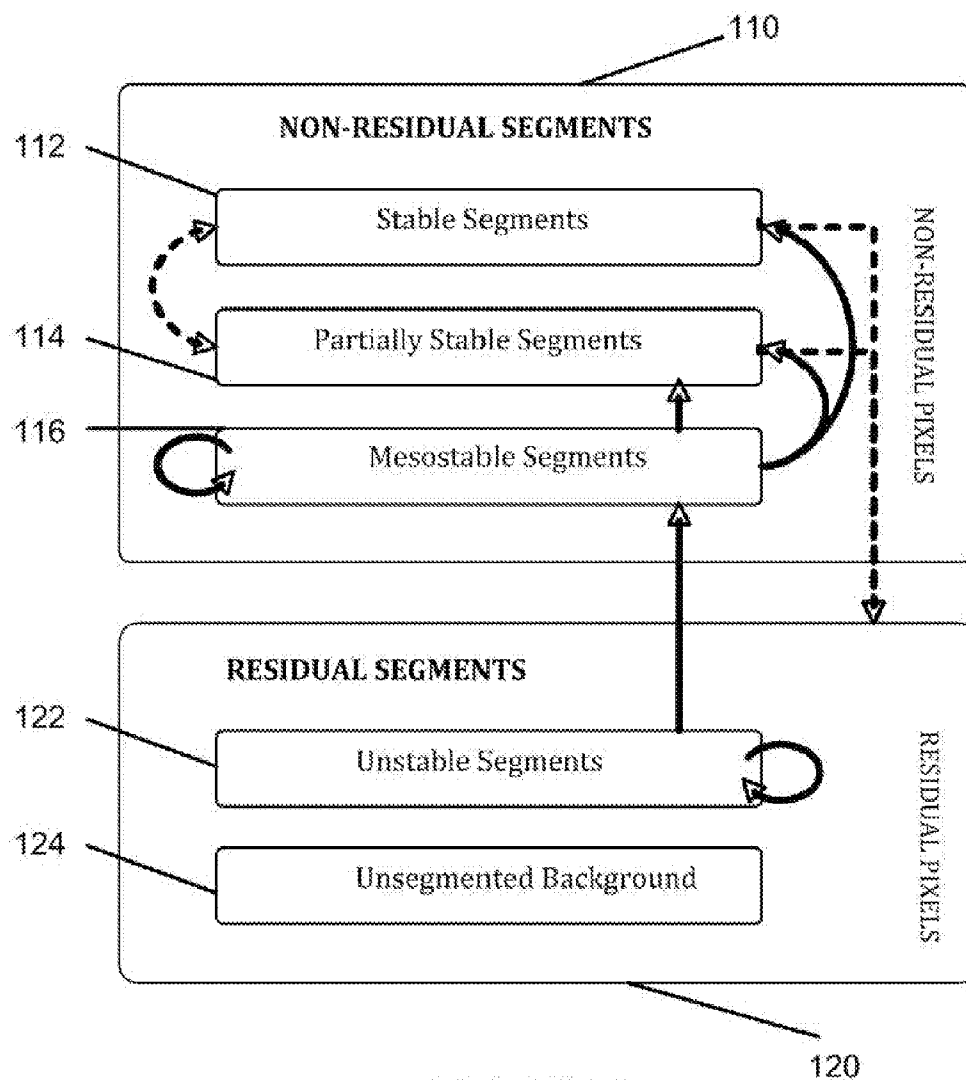 110
NON-RESIDUAL SEGMENTS
112
Stable Segments
NON-RESIDUAL PIXELS
114
Partially Stable Segments
116
Mesostable Segments
RESIDUAL SEGMENTS
122
Unstable Segments
RESIDUAL PIXELS
124
Unsegmented Background
120